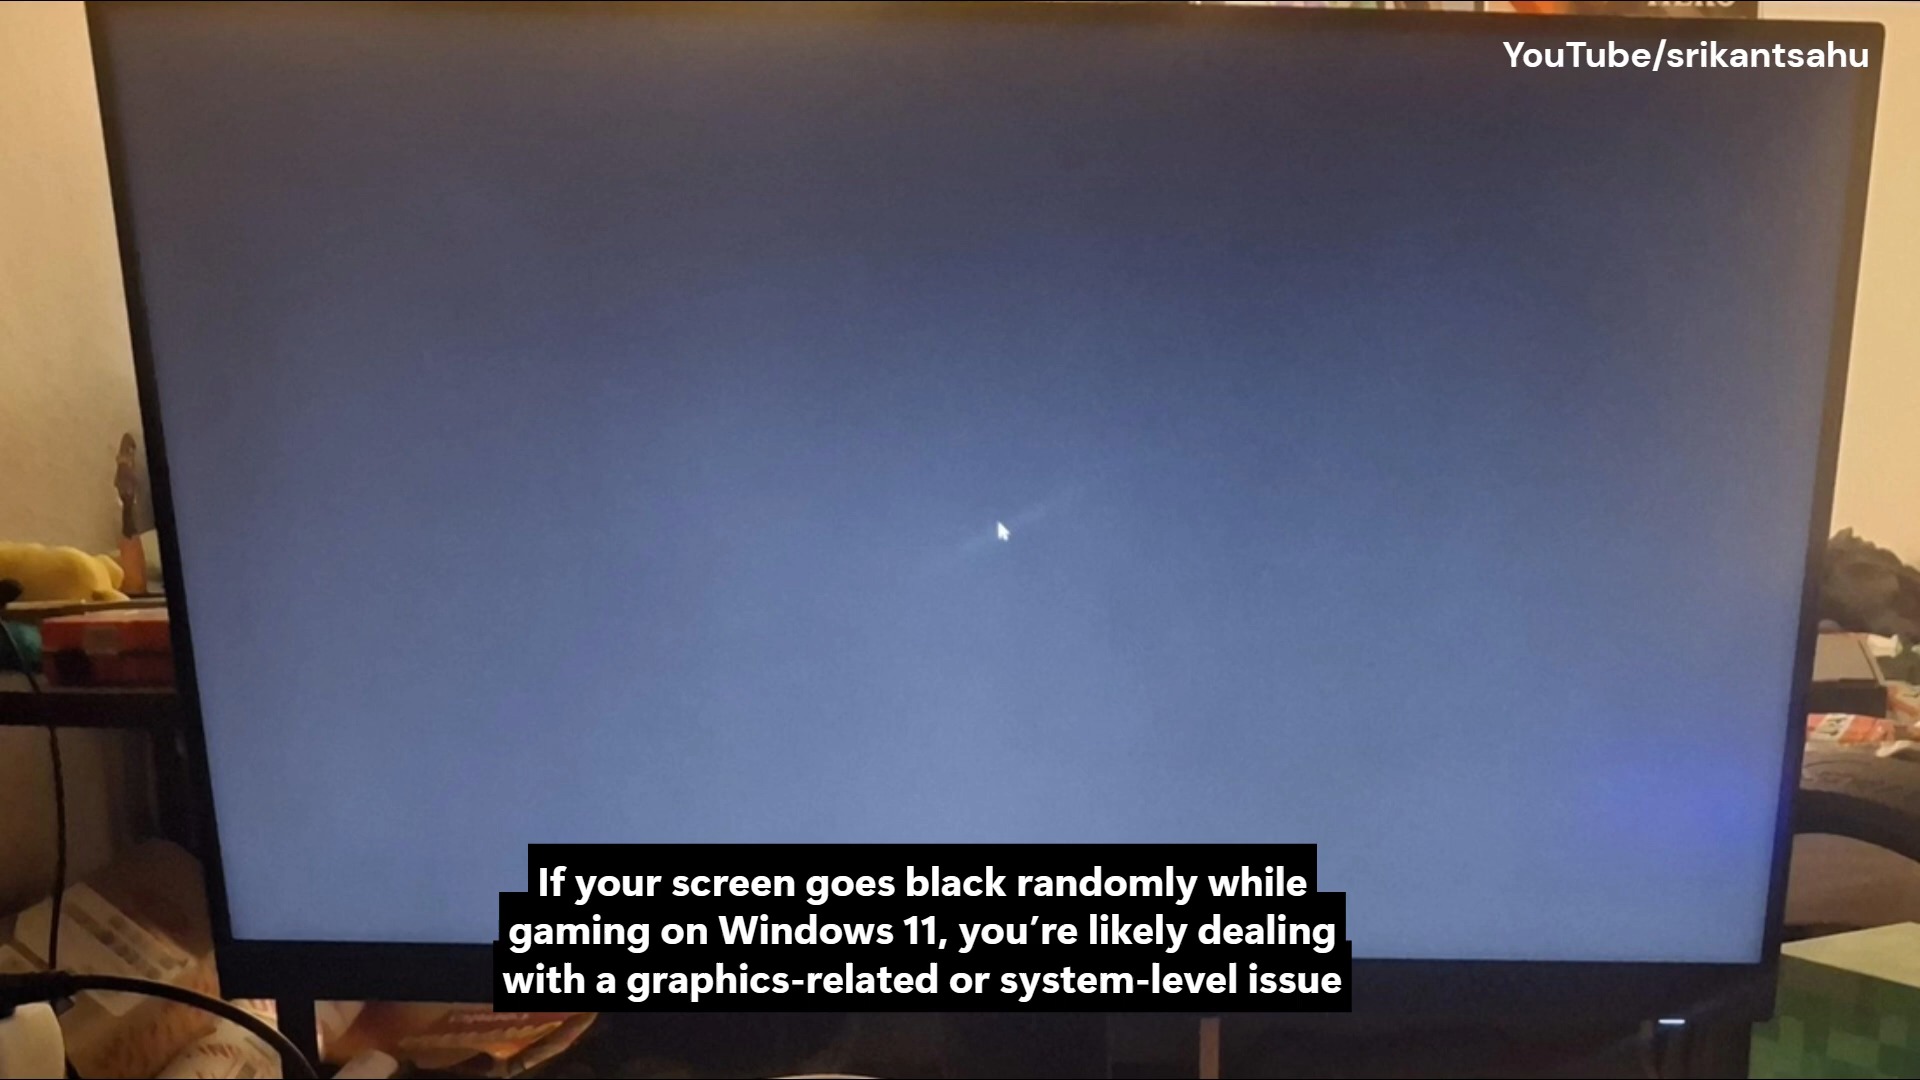 YouTube/srikantsahu
If your screen goes black randomly while
gaming on Windows 11, you’re likely dealing
with a graphics-related or system-level issue